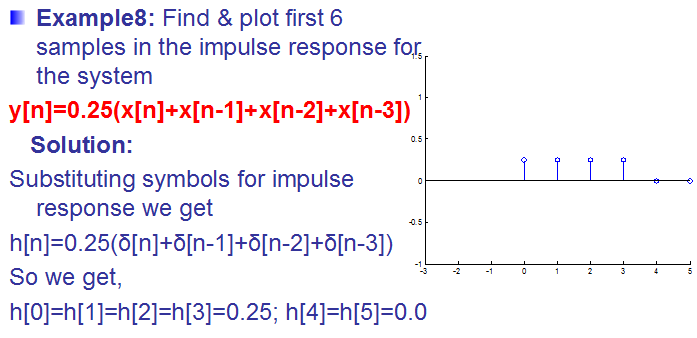 Example8: Find & plot first 6
samples in the impulse response for
the system
y[n]=0.25(x[n]+x[n-1]+x[n-2]+x[n-3])
Solution:
Substituting symbols for impulse
response we get
h[n]=0.25(δ[n]+δ[n-1]+δ[n-2]+δ[n-3])
So we get,
h[0]=h[1]=h[2]=h[3]=0.25; h[4]=h[5]=0.0
1.5
1
0.5
0
-0.5
-1
-3 -2 -1 0 1 2 3 4 5